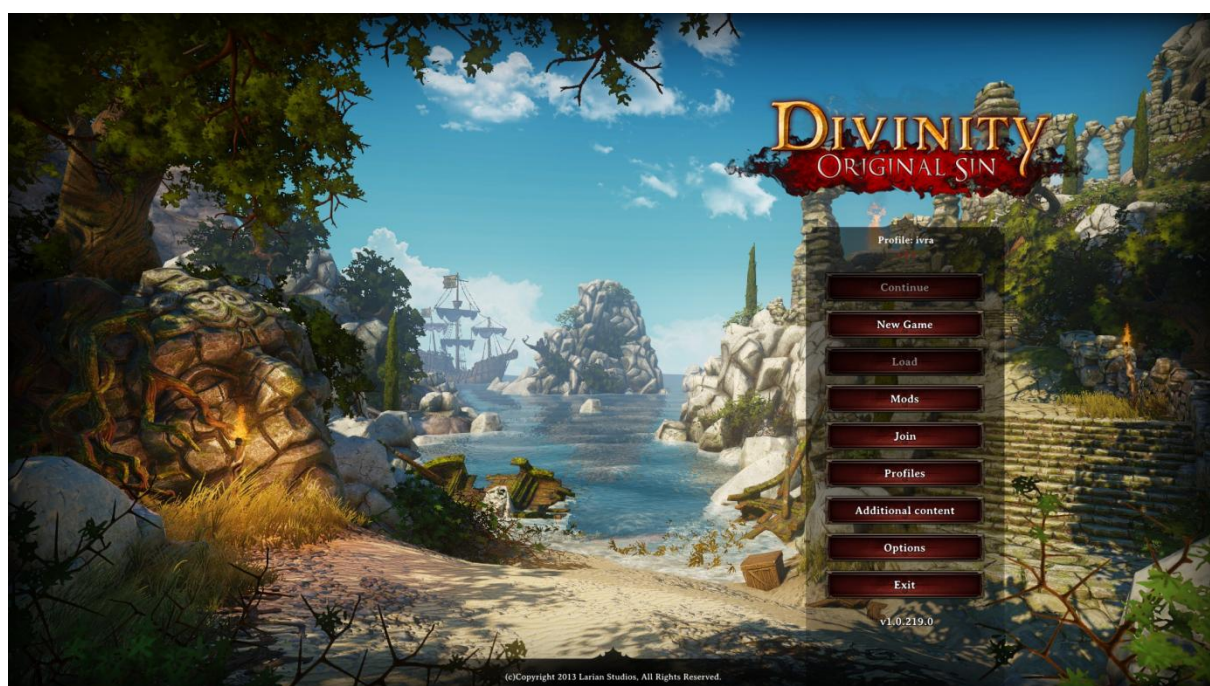 DIVINITY
ORIGINAL SIN
Profile: ivra
Continue
New Game
Load
Mods
Join
Profiles
Additional content
Options
Exit
v1.0.219.0
(c)Copyright 2013 Larian Studios, All Rights Reserved.